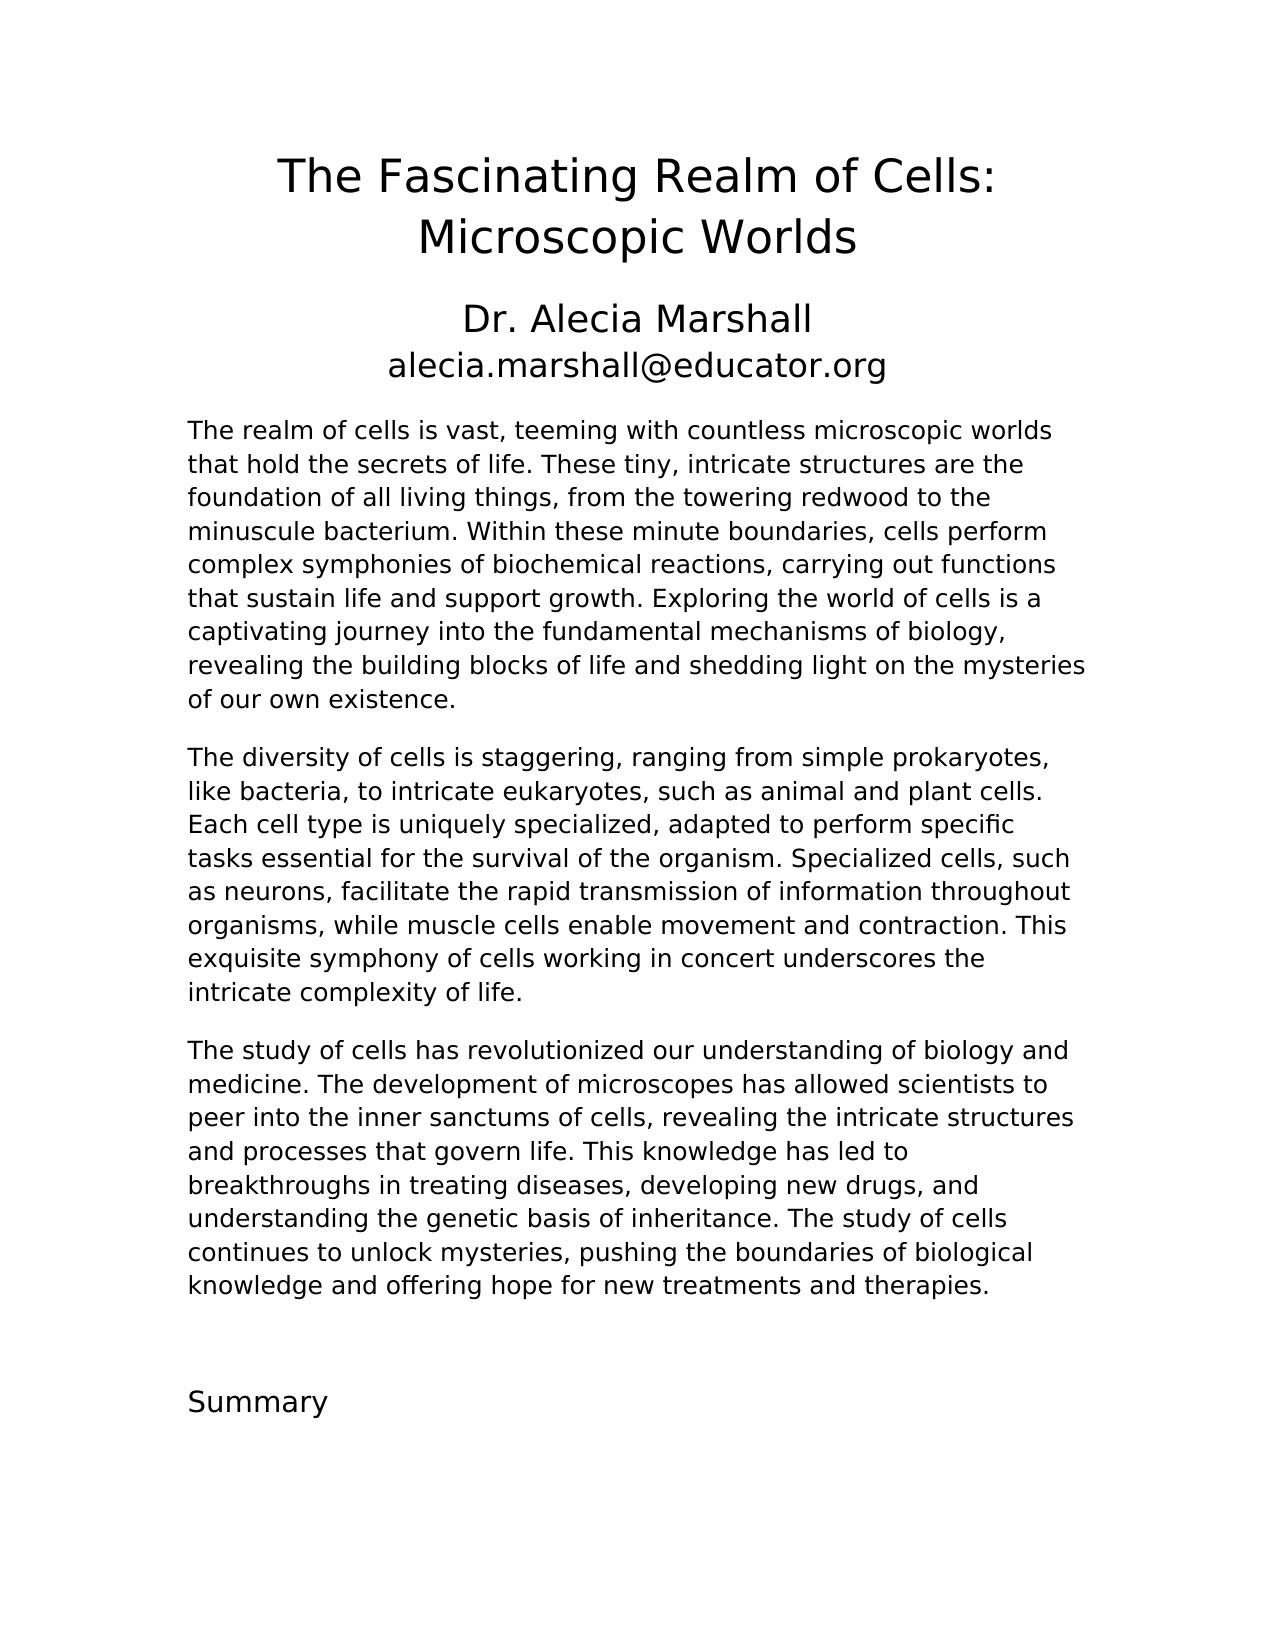 The Fascinating Realm of Cells:
Microscopic Worlds
Dr. Alecia Marshall
alecia.marshall@educator.org
The realm of cells is vast, teeming with countless microscopic worlds
that hold the secrets of life. These tiny, intricate structures are the
foundation of all living things, from the towering redwood to the
minuscule bacterium. Within these minute boundaries, cells perform
complex symphonies of biochemical reactions, carrying out functions
that sustain life and support growth. Exploring the world of cells is a
captivating journey into the fundamental mechanisms of biology,
revealing the building blocks of life and shedding light on the mysteries
of our own existence.
The diversity of cells is staggering, ranging from simple prokaryotes,
like bacteria, to intricate eukaryotes, such as animal and plant cells.
Each cell type is uniquely specialized, adapted to perform specific
tasks essential for the survival of the organism. Specialized cells, such
as neurons, facilitate the rapid transmission of information throughout
organisms, while muscle cells enable movement and contraction. This
exquisite symphony of cells working in concert underscores the
intricate complexity of life.
The study of cells has revolutionized our understanding of biology and
medicine. The development of microscopes has allowed scientists to
peer into the inner sanctums of cells, revealing the intricate structures
and processes that govern life. This knowledge has led to
breakthroughs in treating diseases, developing new drugs, and
understanding the genetic basis of inheritance. The study of cells
continues to unlock mysteries, pushing the boundaries of biological
knowledge and offering hope for new treatments and therapies.
Summary